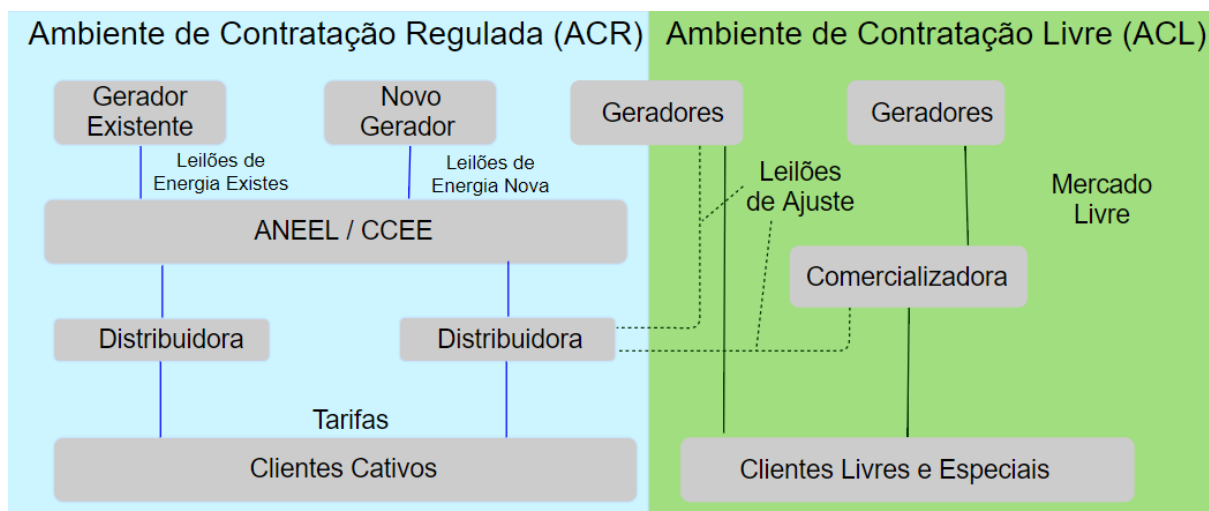 Ambiente de Contratação Regulada (ACR)
Ambiente de Contratação Livre (ACL)
Gerador
Existente
Novo
Gerador
Geradores
Geradores
Leilões de
Energia Existes
Leilões de
Energia Nova
Leilões
de Ajuste
Mercado
Livre
ANEEL / CCEE
Comercializadora
Distribuidora
Distribuidora
Tarifas
Clientes Cativos
Clientes Livres e Especiais